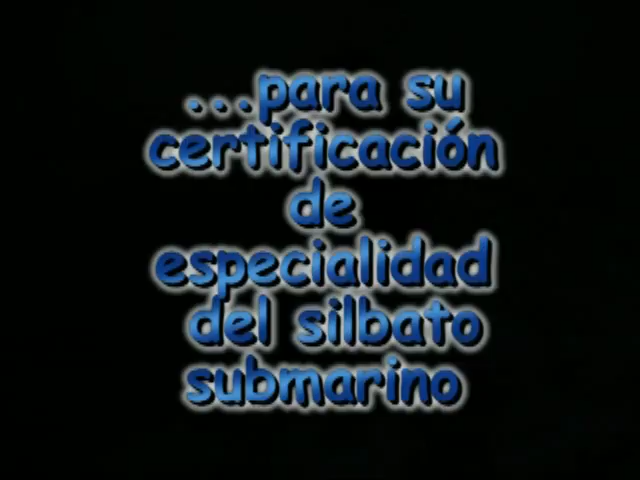 ...para su
certificación
de
especialidad
del silbato
submarino